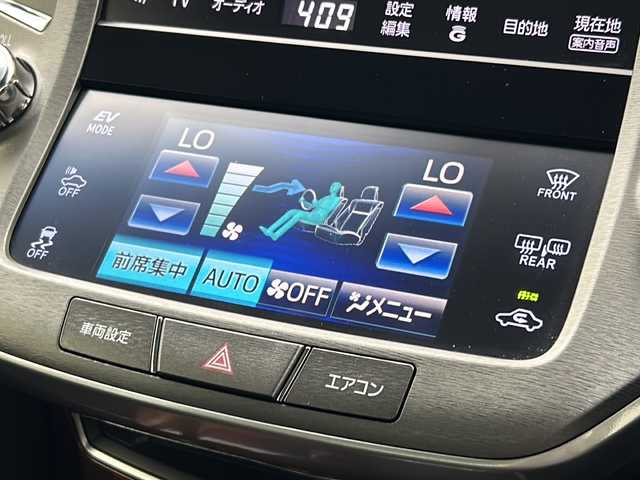 TV
オーディオ
409
設定
編集
情報
G
目的地
現在地
案内音声
EV
MODE
LO
LO
OFF
FRONT
OFF
REAR
前席集中
AUTO
OFF
メニュー
車両設定
エアコン